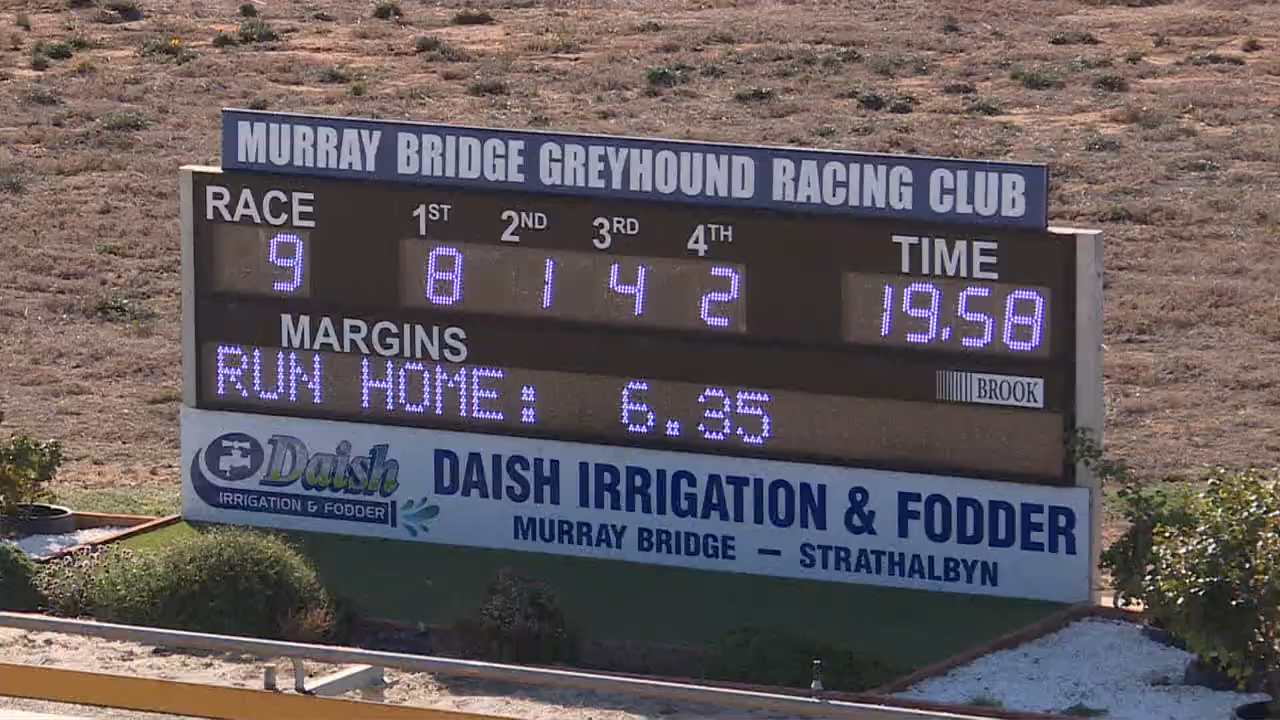 MURRAY BRIDGE GREYHOUND RACING CLUB
RACE 1ST 2ND 3RD 4TH TIME
9 8 1 4 2 19.58
MARGINS
RUN HOME: 6.35
BROOK
Daish
IRRIGATION & FODDER
DAISH IRRIGATION & FODDER
MURRAY BRIDGE – STRATHALBYN